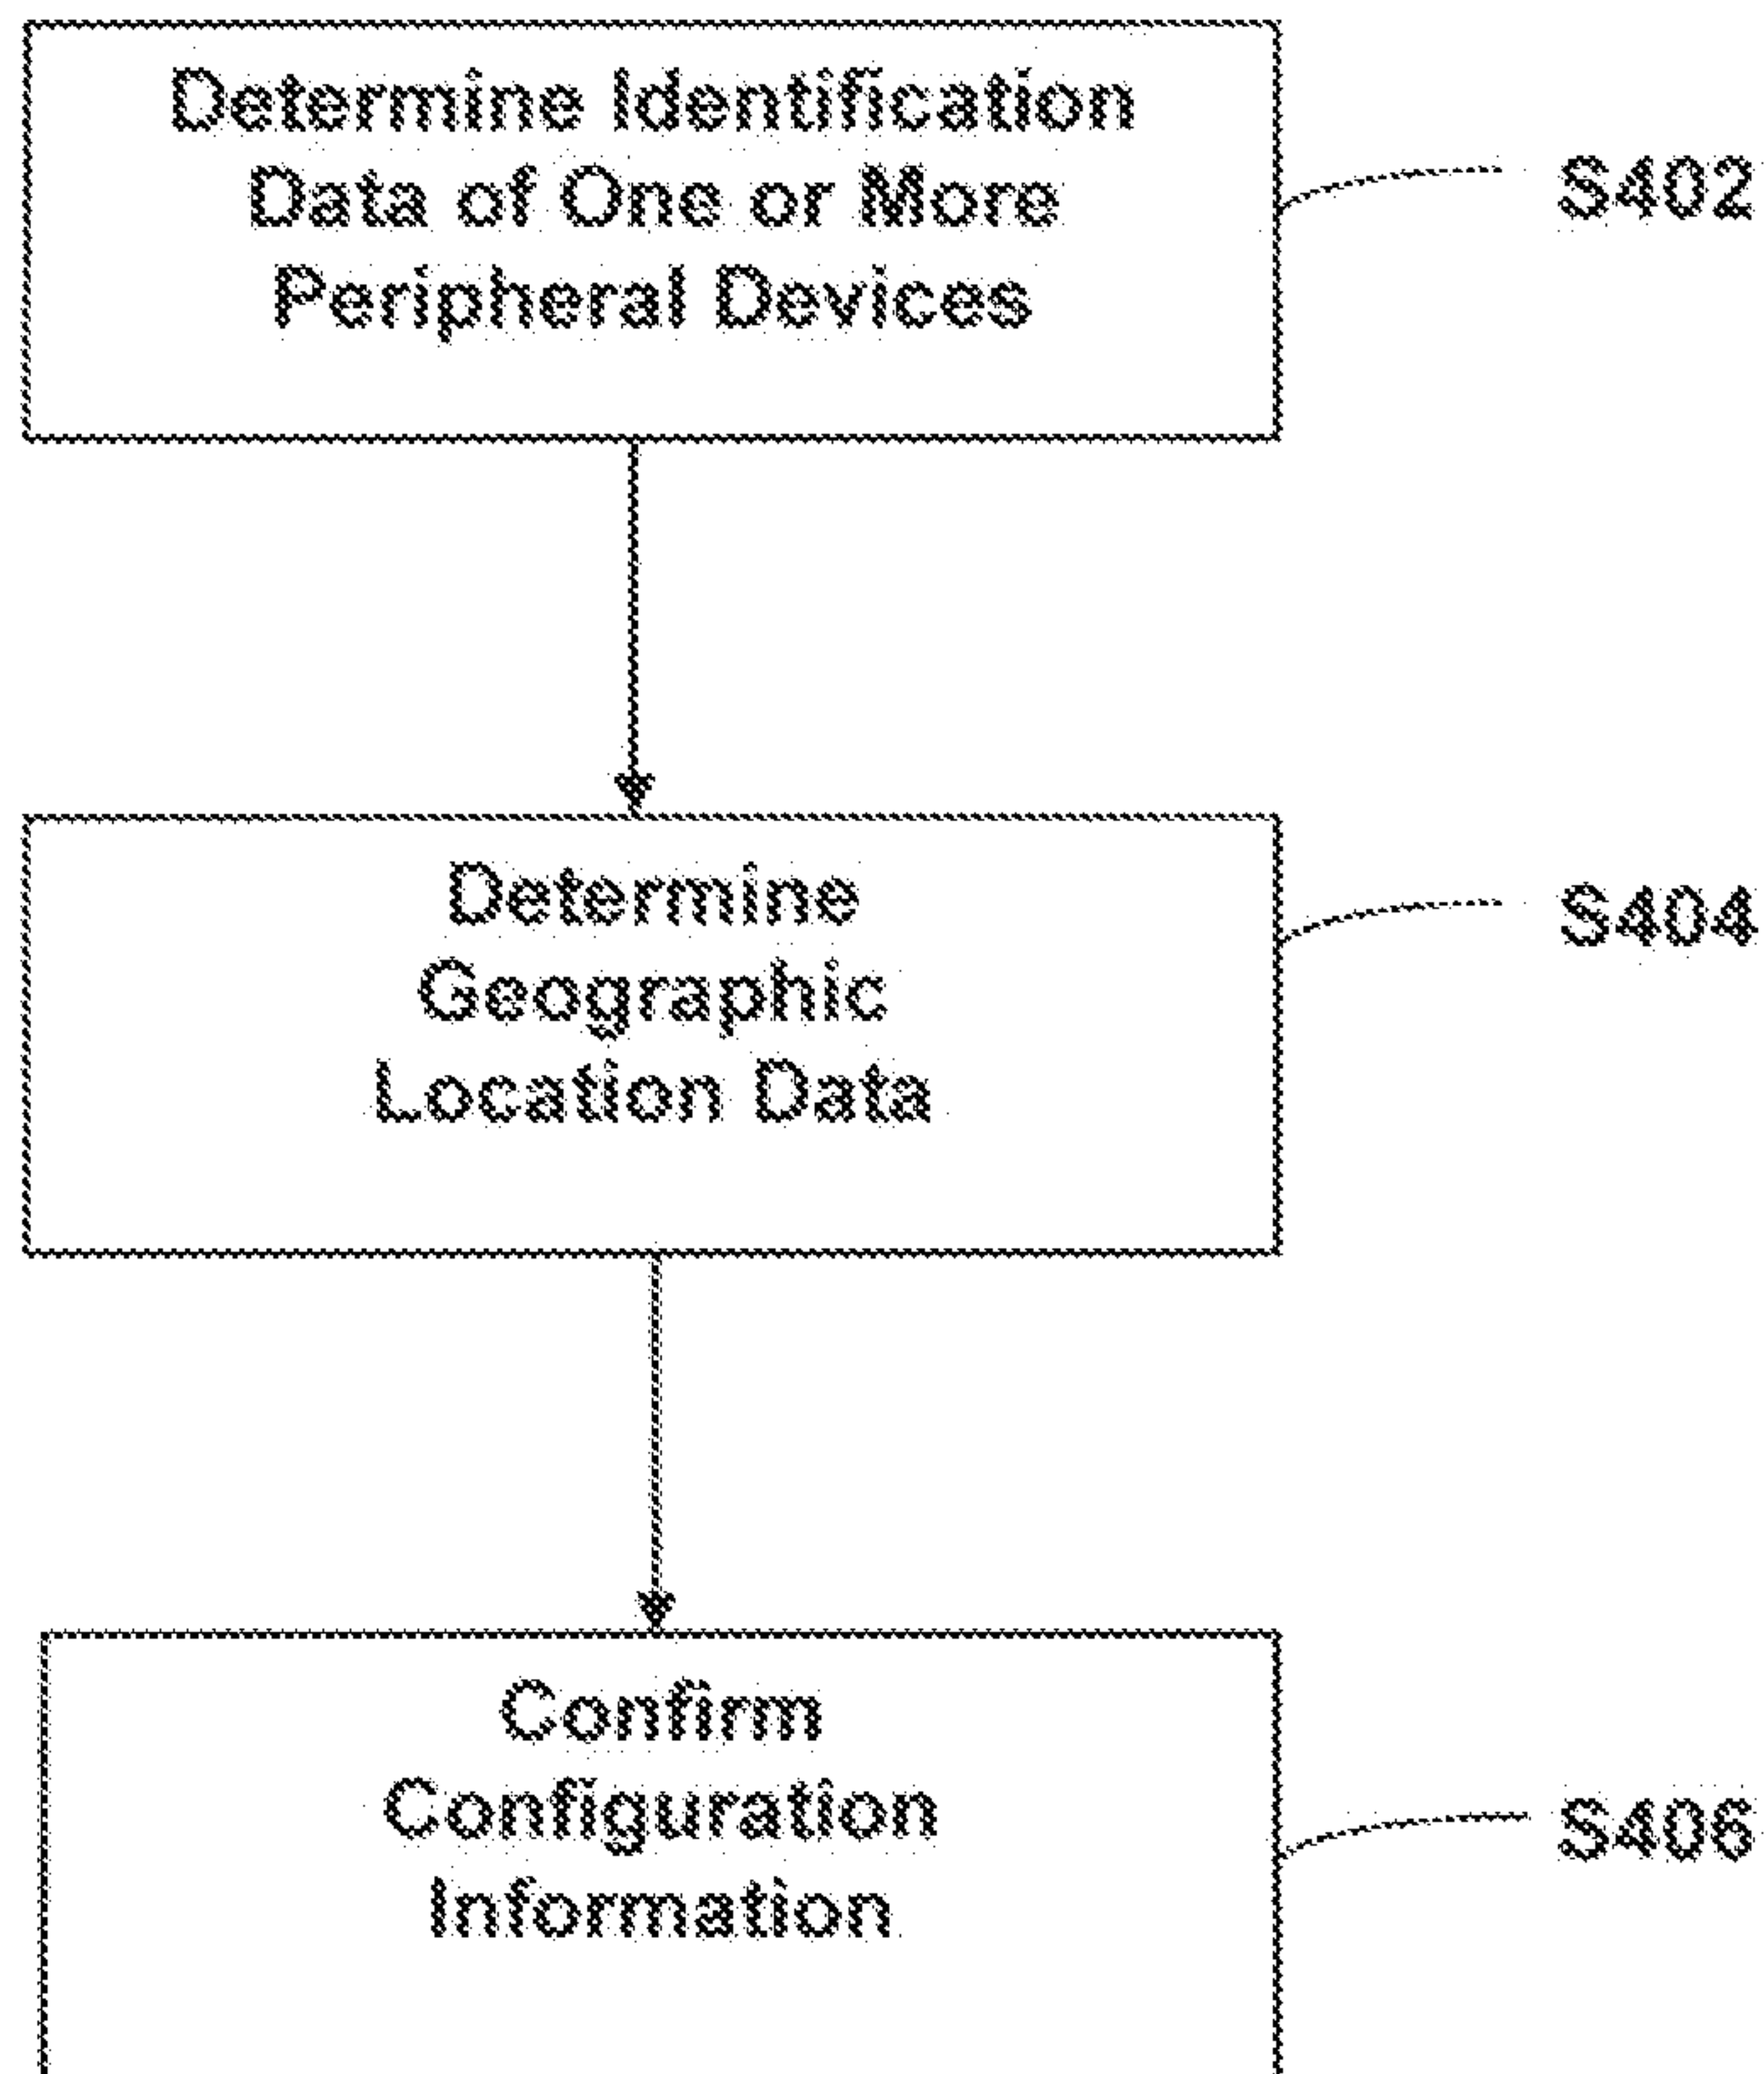 Determine Identification
Data of One or More
Peripheral Devices
S402
Determine
Geographic
Location Data
S404
Confirm
Configuration
Information
S406